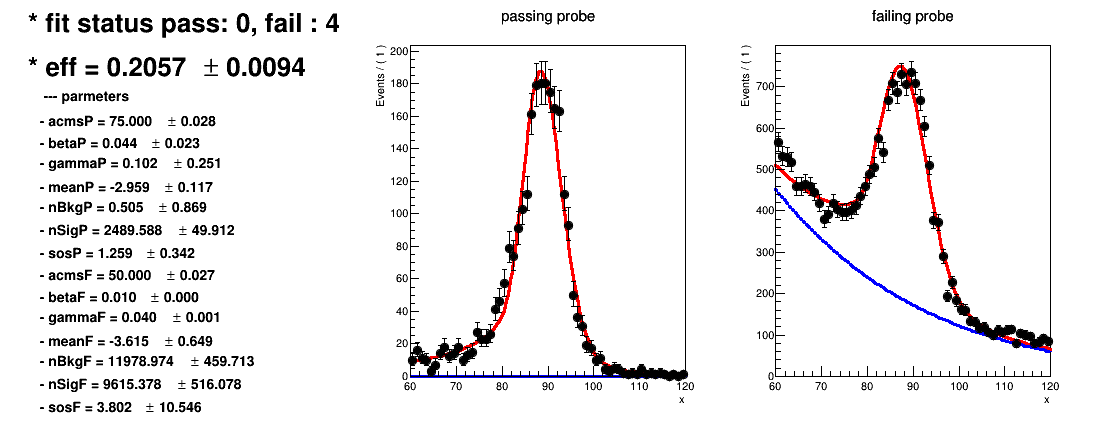 * fit status pass: 0, fail : 4
* eff = 0.2057 ± 0.0094
--- parmeters
- acmsP = 75.000 ± 0.028
- betaP = 0.044 ± 0.023
- gammaP = 0.102 ± 0.251
- meanP = -2.959 ± 0.117
- nBkgP = 0.505 ± 0.869
- nSigP = 2489.588 ± 49.912
- sosP = 1.259 ± 0.342
- acmsF = 50.000 ± 0.027
- betaF = 0.010 ± 0.000
- gammaF = 0.040 ± 0.001
- meanF = -3.615 ± 0.649
- nBkgF = 11978.974 ± 459.713
- nSigF = 9615.378 ± 516.078
- sosF = 3.802 ± 10.546
passing probe
Events / ( 1 )
200
180
160
140
120
100
80
60
40
20
0
60 70 80 90 100 110 120
x
failing probe
Events / ( 1 )
700
600
500
400
300
200
100
0
60 70 80 90 100 110 120
x